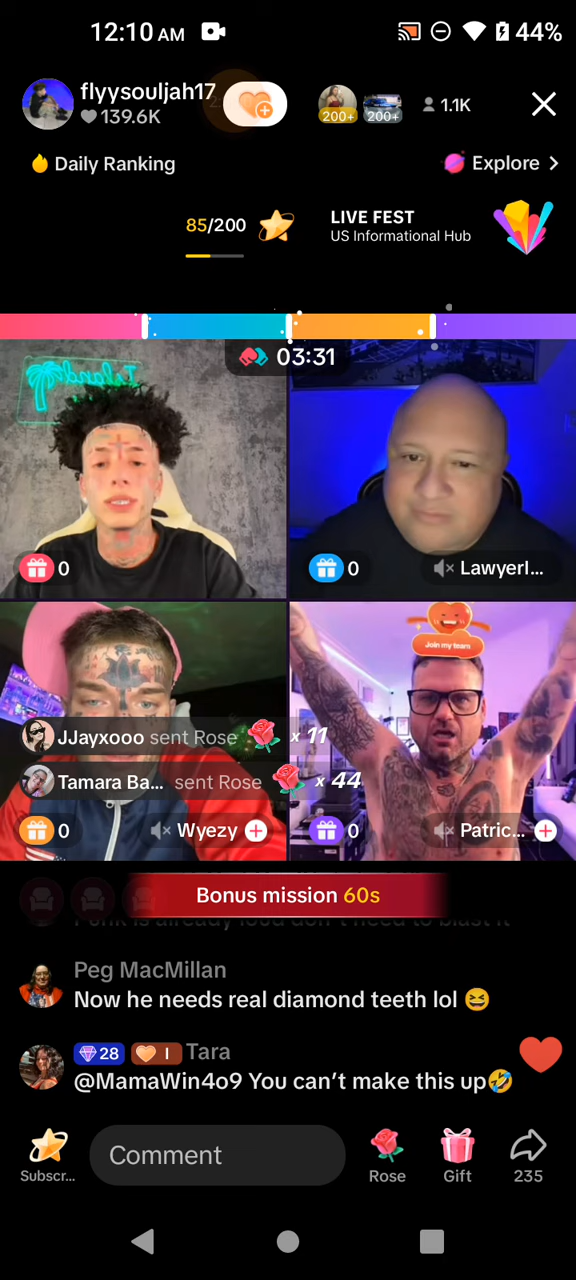 12:10 AM
44%
flyysouljah17
139.6K
200+
200+
1.1K
Daily Ranking
Explore >
85/200
LIVE FEST
US Informational Hub
03:31
Island
0
0
LawyerI...
Join my team
JJayxooo sent Rose x 11
Tamara Ba... sent Rose x 44
0
Wyezy
0
Patric...
Bonus mission 60s
Peg MacMillan
Now he needs real diamond teeth lol 😆
28 I Tara
@MamaWin4o9 You can't make this up🤣
Subscr...
Comment
Rose
Gift
235